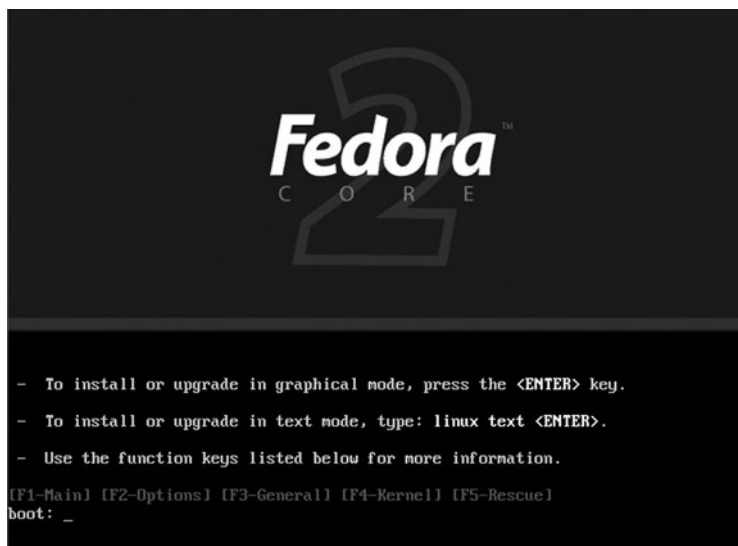 2
Fedora™
CORE
- To install or upgrade in graphical mode, press the <ENTER> key.
- To install or upgrade in text mode, type: linux text <ENTER>.
- Use the function keys listed below for more information.
[F1-Main] [F2-Options] [F3-General] [F4-Kernel] [F5-Rescue]
boot: _